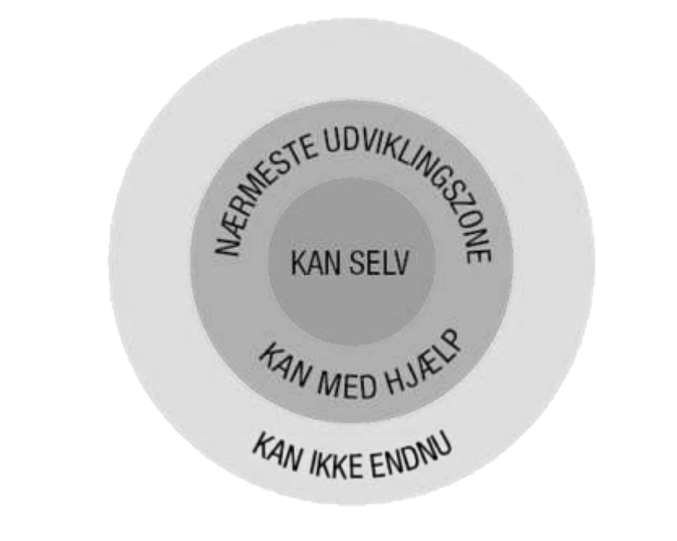 NÆRMESTE UDVIKLINGSZONE
KAN SELV
KAN MED HJÆLP
KAN IKKE ENDNU